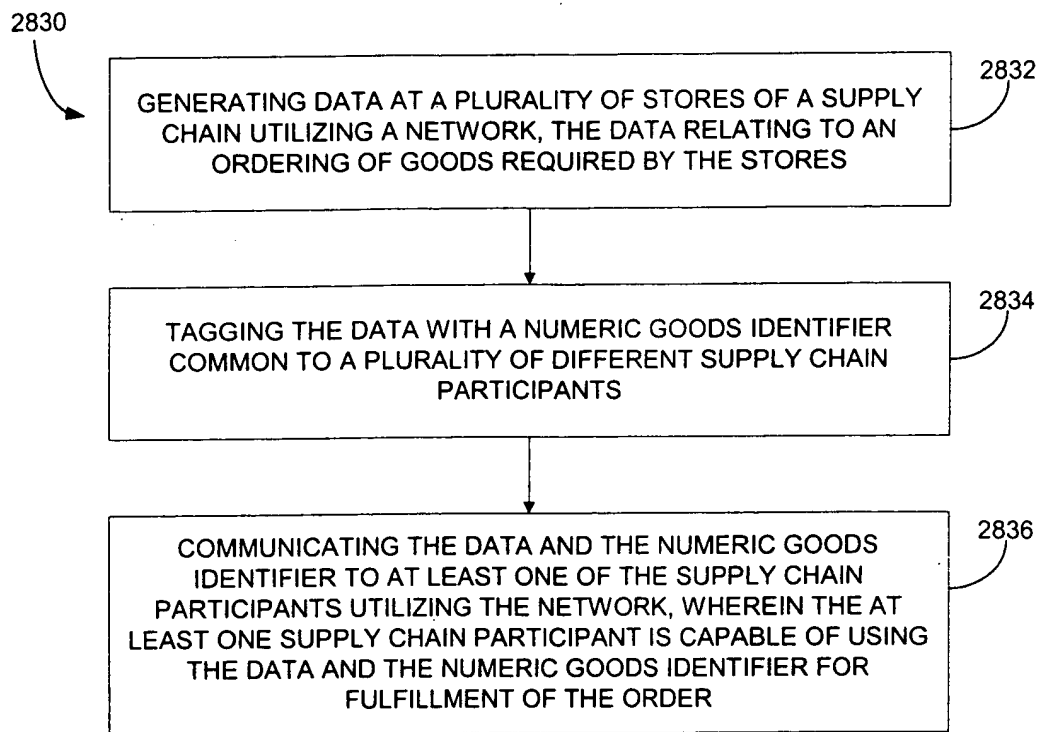 2830
2832
GENERATING DATA AT A PLURALITY OF STORES OF A SUPPLY
CHAIN UTILIZING A NETWORK, THE DATA RELATING TO AN
ORDERING OF GOODS REQUIRED BY THE STORES
2834
TAGGING THE DATA WITH A NUMERIC GOODS IDENTIFIER
COMMON TO A PLURALITY OF DIFFERENT SUPPLY CHAIN
PARTICIPANTS
2836
COMMUNICATING THE DATA AND THE NUMERIC GOODS
IDENTIFIER TO AT LEAST ONE OF THE SUPPLY CHAIN
PARTICIPANTS UTILIZING THE NETWORK, WHEREIN THE AT
LEAST ONE SUPPLY CHAIN PARTICIPANT IS CAPABLE OF USING
THE DATA AND THE NUMERIC GOODS IDENTIFIER FOR
FULFILLMENT OF THE ORDER